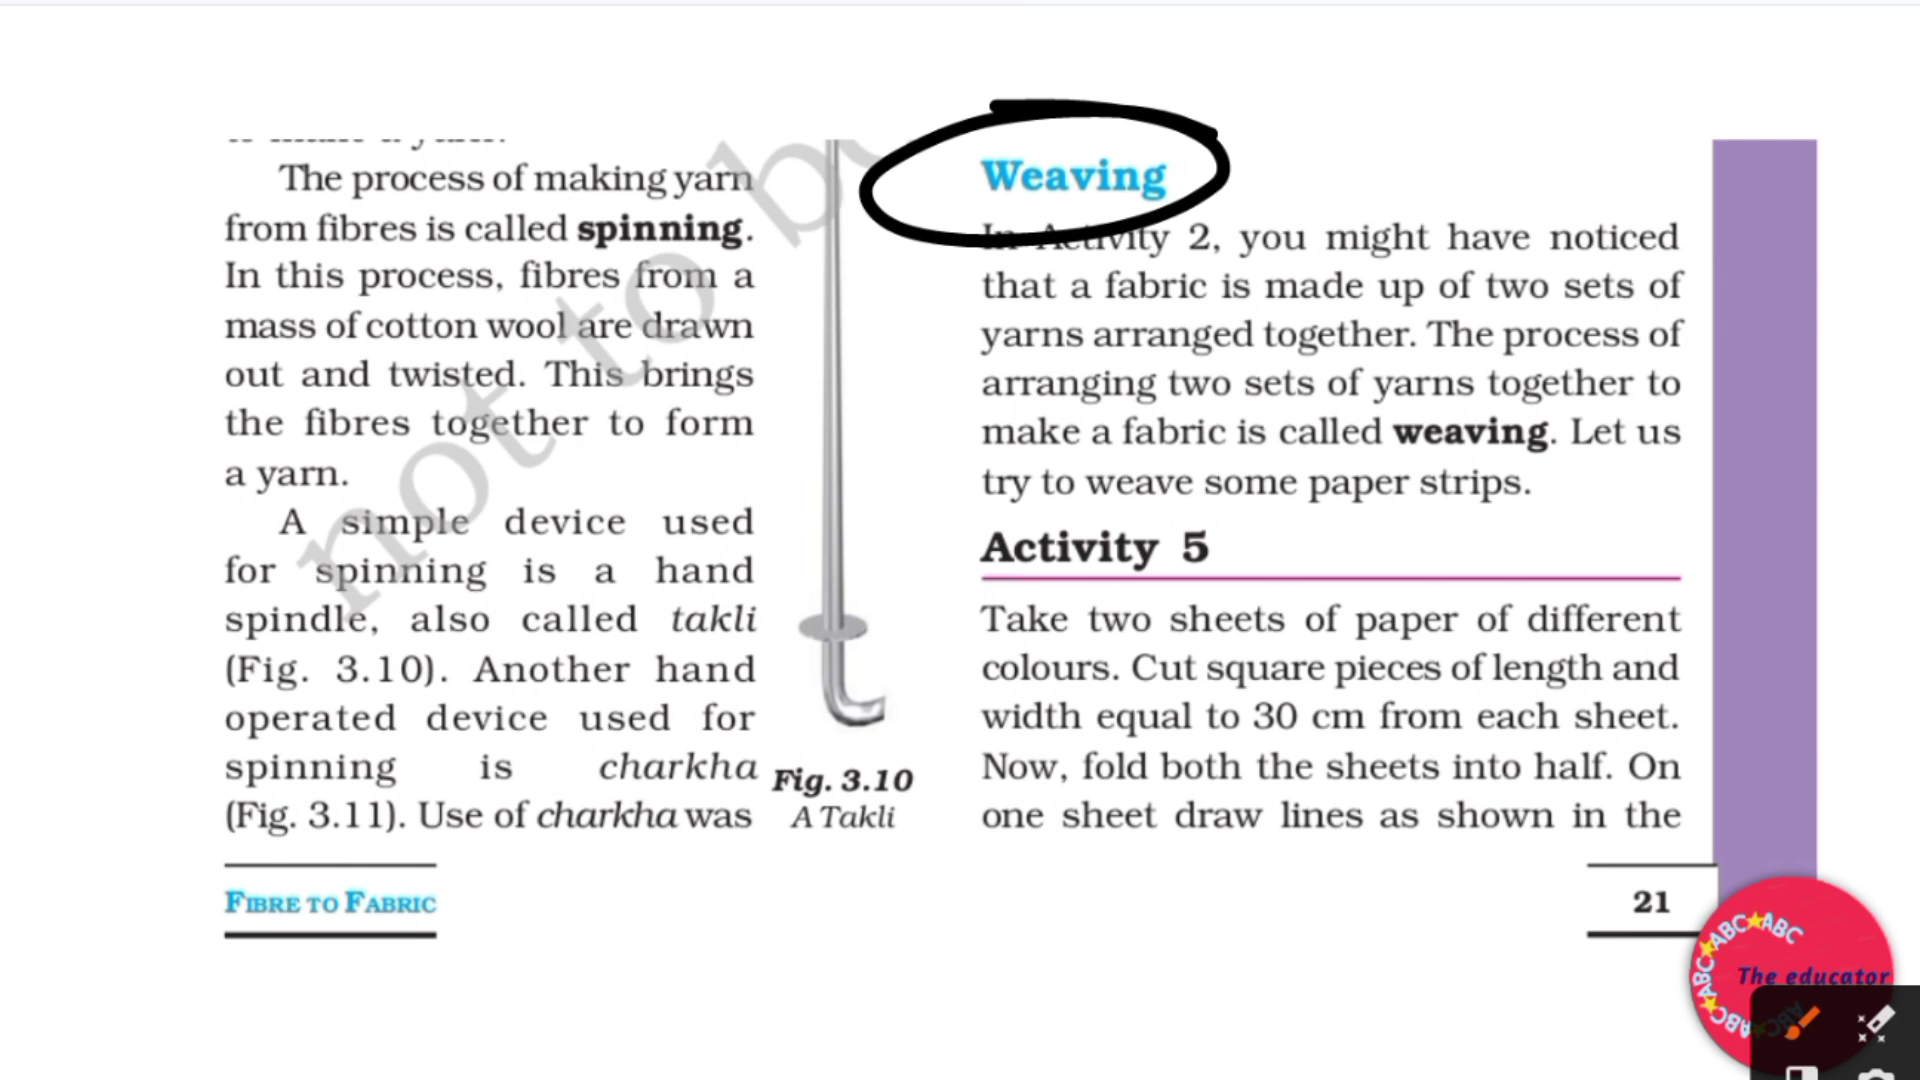 The process of making yarn
from fibres is called spinning.
In this process, fibres from a
mass of cotton wool are drawn
out and twisted. This brings
the fibres together to form
a yarn.
A simple device used
for spinning is a hand
spindle, also called takli
(Fig. 3.10). Another hand
operated device used for
spinning is charkha
(Fig. 3.11). Use of charkha was
Fig. 3.10
A Takli
not to b
Weaving
In Activity 2, you might have noticed
that a fabric is made up of two sets of
yarns arranged together. The process of
arranging two sets of yarns together to
make a fabric is called weaving. Let us
try to weave some paper strips.
Activity 5
Take two sheets of paper of different
colours. Cut square pieces of length and
width equal to 30 cm from each sheet.
Now, fold both the sheets into half. On
one sheet draw lines as shown in the
FIBRE TO FABRIC
21
ABC★ABC★ABC★ABC
The educator